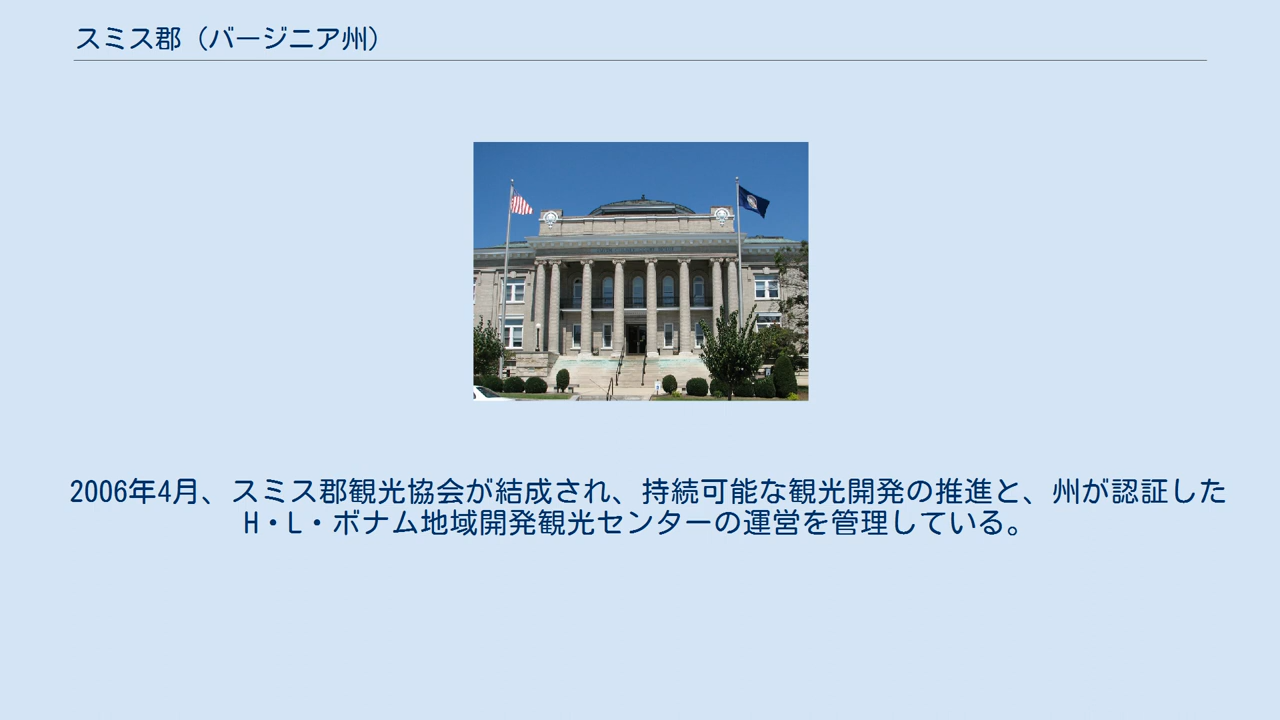 スミス郡（バージニア州）
2006年4月、スミス郡観光協会が結成され、持続可能な観光開発の推進と、州が認証した
H・L・ボナム地域開発観光センターの運営を管理している。